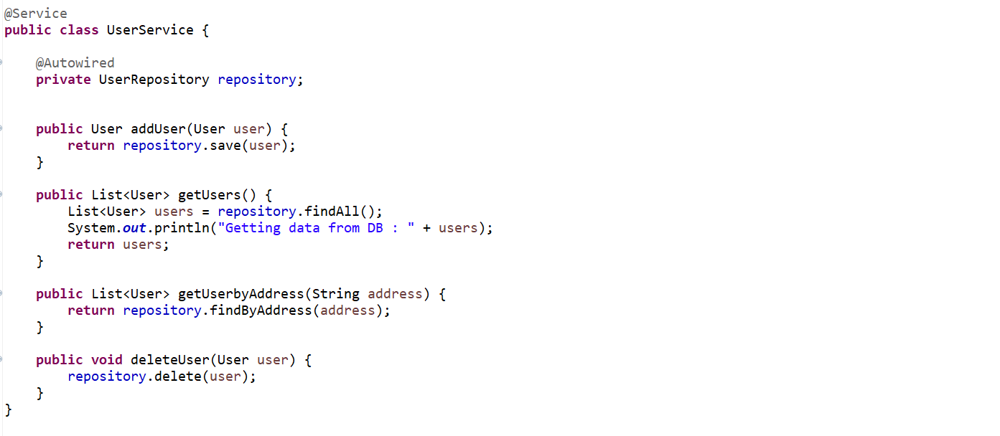 @Service
public class UserService {
@Autowired
private UserRepository repository;
public User addUser(User user) {
return repository.save(user);
}
public List<User> getUsers() {
List<User> users = repository.findAll();
System.out.println("Getting data from DB : " + users);
return users;
}
public List<User> getUserbyAddress(String address) {
return repository.findByAddress(address);
}
public void deleteUser(User user) {
repository.delete(user);
}
}